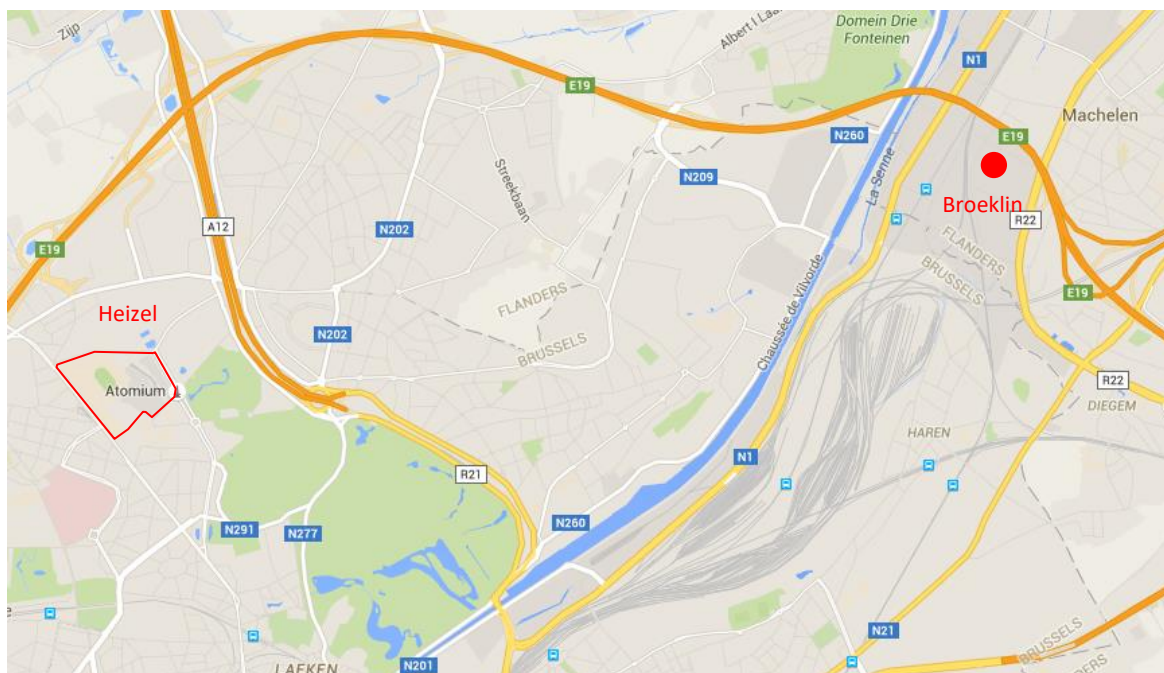 Zijp
Albert I Laa
Domein Drie
Fonteinen
N1
E19
Machelen
E19
N260
La Senne
Streekbaan
N209
Broeklin
A12
N202
R22
E19
FLANDERS
BRUSSELS
Chaussée de Vilvorde
FLANDERS
E19
Heizel
N202
BRUSSELS
Atomium
R22
DIEGEM
HAREN
N1
R21
N291
N277
N260
e
N21
BRUSSELS
LAEKEN
N201
DERS